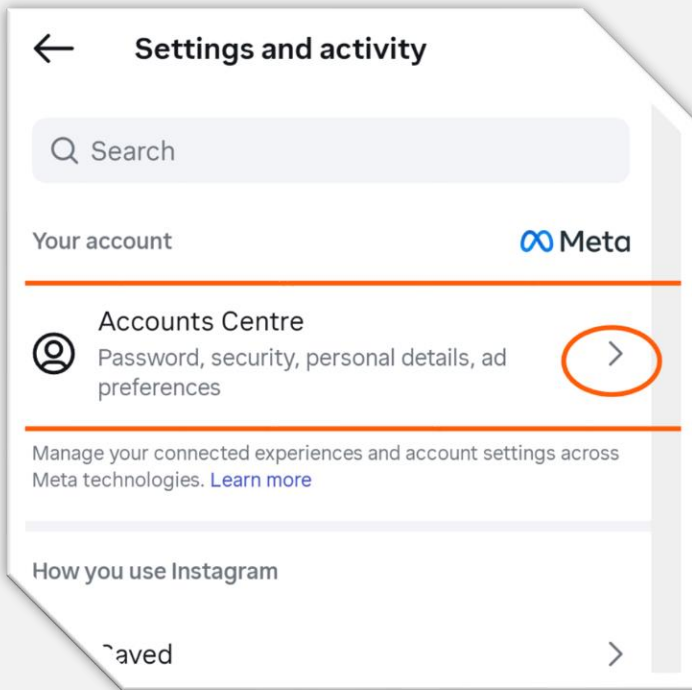 Settings and activity
Search
Your account
Meta
Accounts Centre
Password, security, personal details, ad
preferences
Manage your connected experiences and account settings across
Meta technologies. Learn more
How you use Instagram
aved